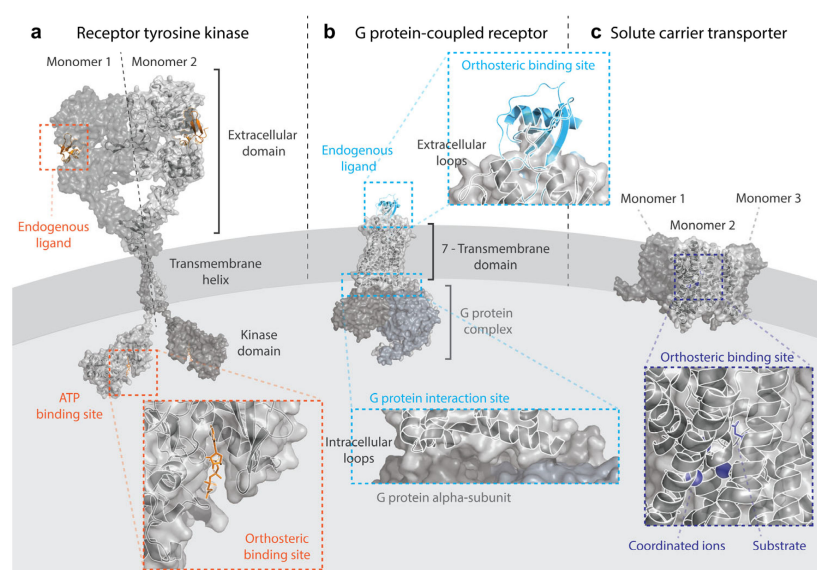 a
Receptor tyrosine kinase
Monomer 1
Monomer 2
Extracellular
domain
Endogenous
ligand
Transmembrane
helix
Kinase
domain
ATP
binding site
Orthosteric
binding site
b
G protein-coupled receptor
Orthosteric binding site
Endogenous
ligand
Extracellular
loops
7 - Transmembrane
domain
G protein
complex
G protein interaction site
Intracellular
loops
G protein alpha-subunit
c
Solute carrier transporter
Monomer 1
Monomer 2
Monomer 3
Orthosteric binding site
Coordinated ions
Substrate